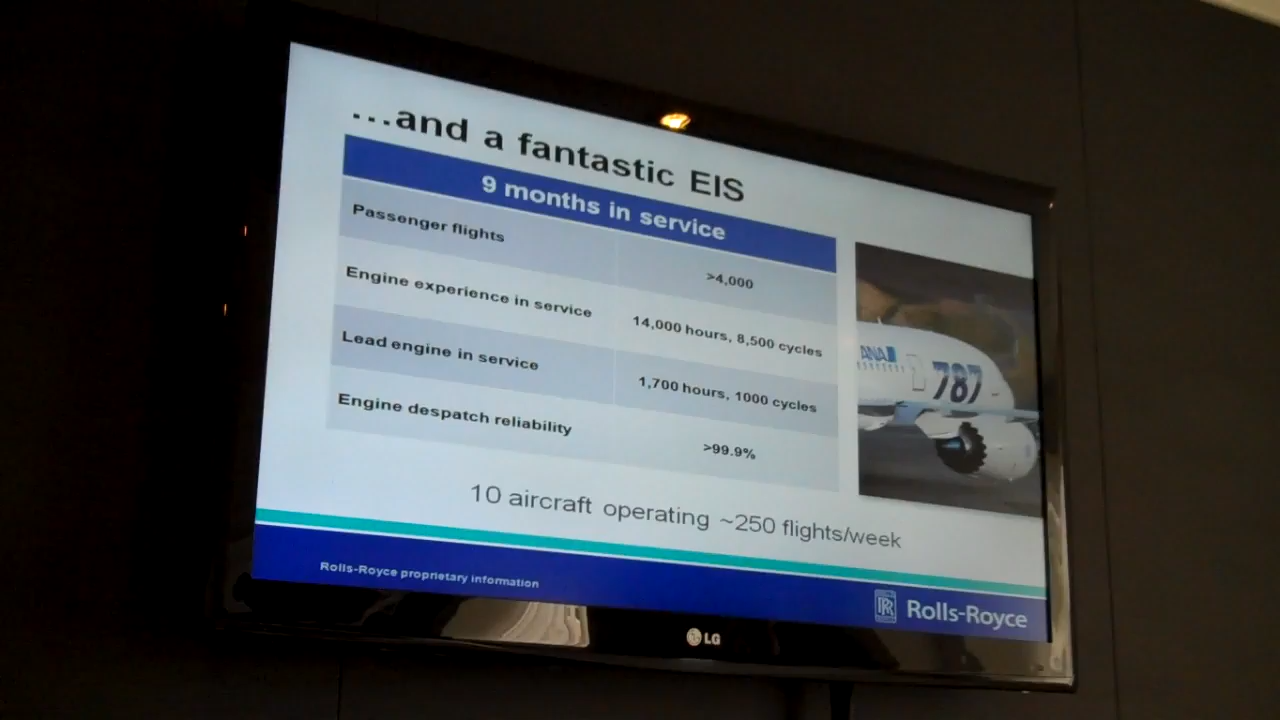 ...and a fantastic EIS
9 months in service
Passenger flights >4,000
Engine experience in service 14,000 hours, 8,500 cycles
Lead engine in service 1,700 hours, 1000 cycles
Engine despatch reliability >99.9%
ANA
787
10 aircraft operating ~250 flights/week
Rolls-Royce proprietary information
RR Rolls-Royce
LG